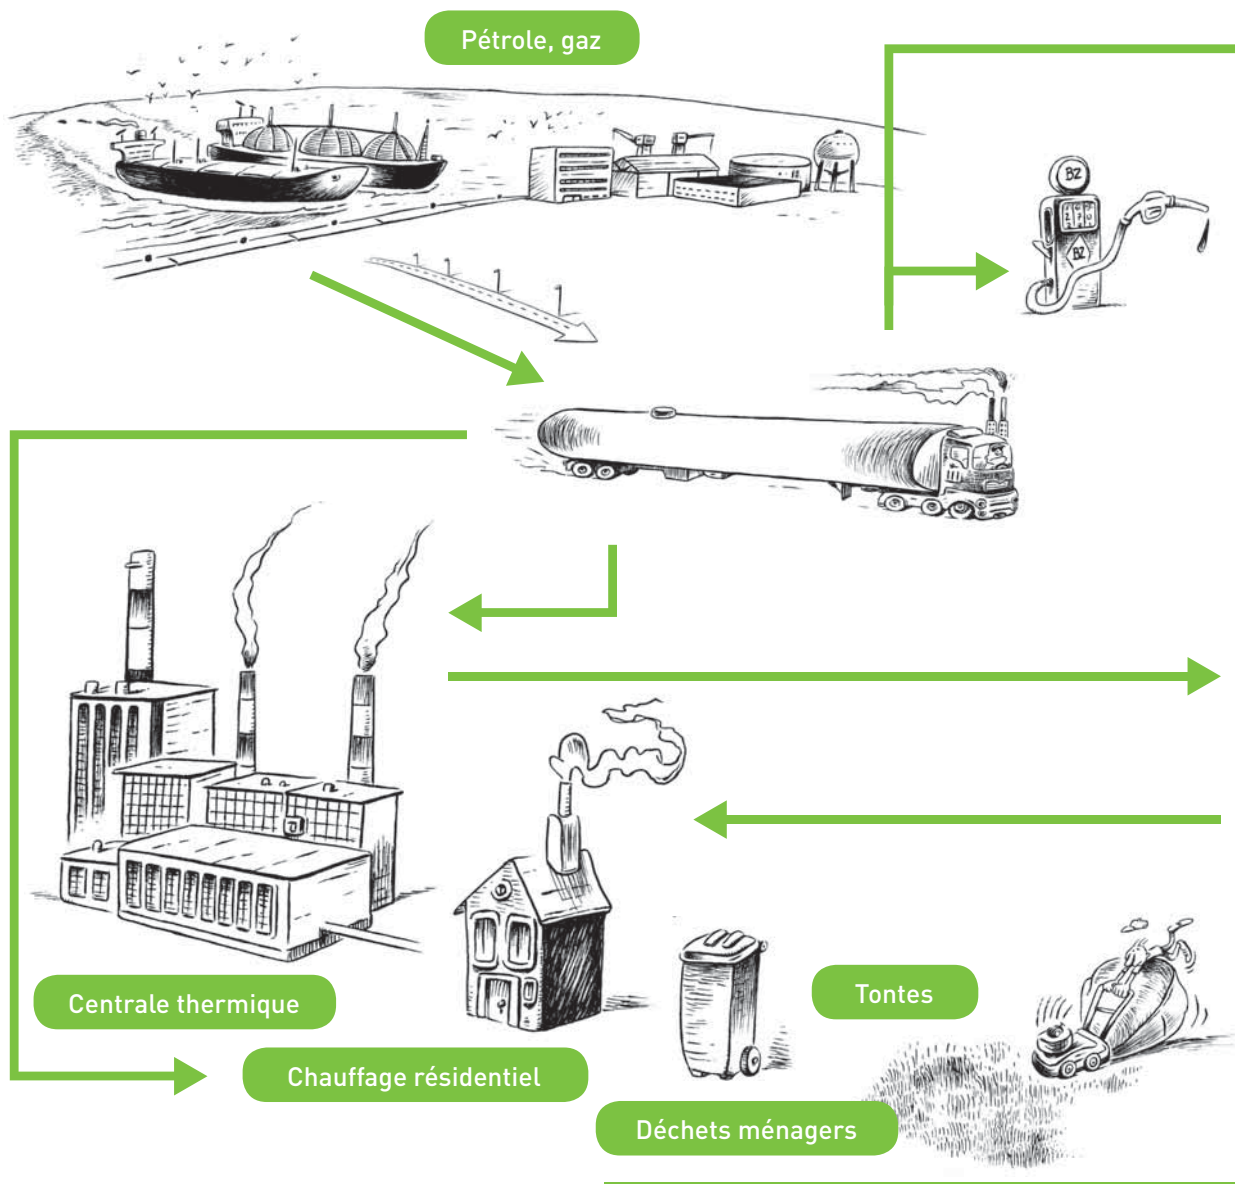 Pétrole, gaz
BZ
BZ
Centrale thermique
Tontes
Chauffage résidentiel
Déchets ménagers